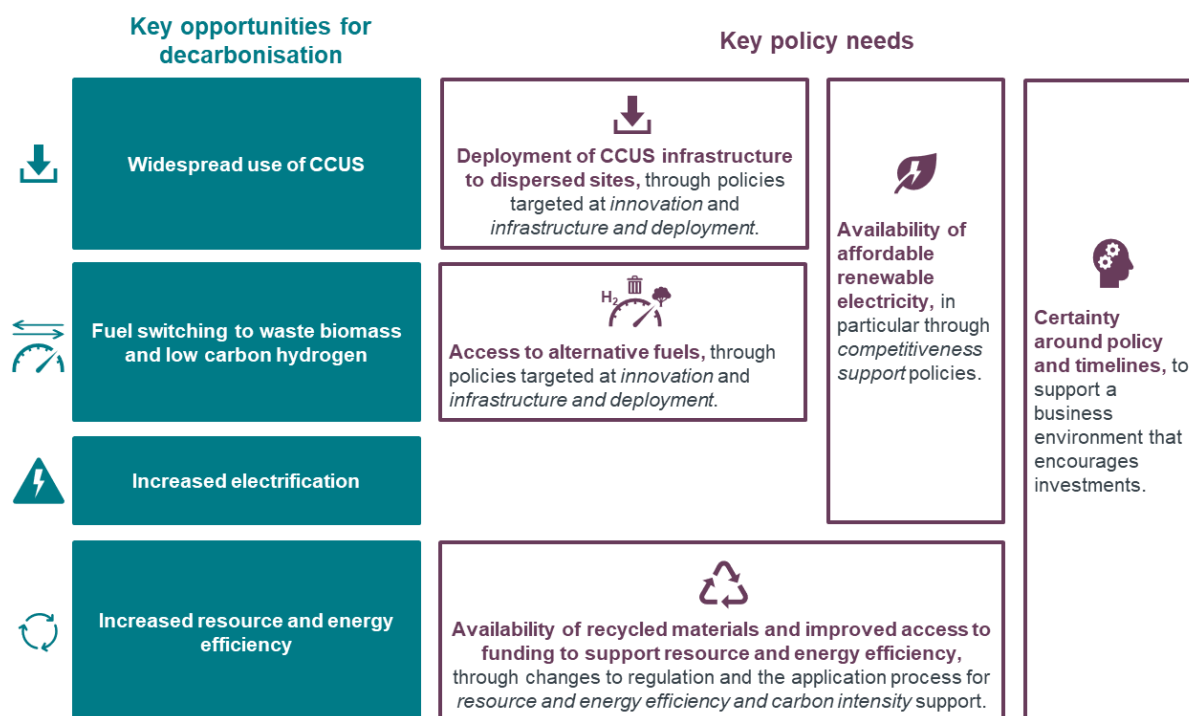 Key opportunities for
decarbonisation
Key policy needs
Widespread use of CCUS
Deployment of CCUS infrastructure
to dispersed sites, through policies
targeted at innovation and
infrastructure and deployment.
Fuel switching to waste biomass
and low carbon hydrogen
H₂
Access to alternative fuels, through
policies targeted at innovation and
infrastructure and deployment.
Increased electrification
Availability of
affordable
renewable
electricity, in
particular through
competitiveness
support policies.
Certainty
around policy
and timelines, to
support a
business
environment that
encourages
investments.
Increased resource and energy
efficiency
Availability of recycled materials and improved access to
funding to support resource and energy efficiency,
through changes to regulation and the application process for
resource and energy efficiency and carbon intensity support.